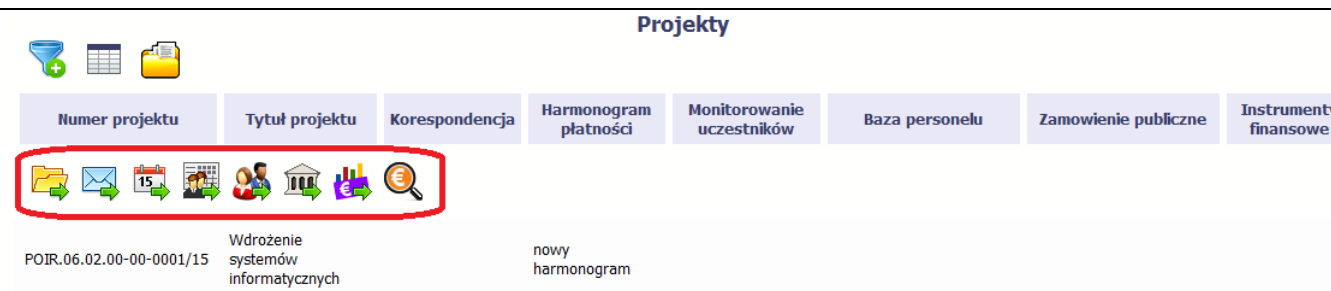 Projekty
Numer projektu
Tytuł projektu
Korespondencja
Harmonogram
płatności
Monitorowanie
uczestników
Baza personelu
Zamowienie publiczne
Instrumenty
finansowe
15
POIR.06.02.00-00-0001/15
Wdrożenie
systemów
informatycznych
nowy
harmonogram